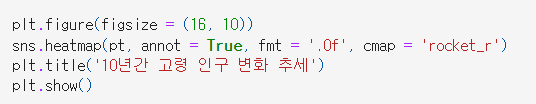 plt.figure(figsize = (16, 10))
sns.heatmap(pt, annot = True, fmt = '.0f', cmap = 'rocket_r')
plt.title('10년간 고령 인구 변화 추세')
plt.show()